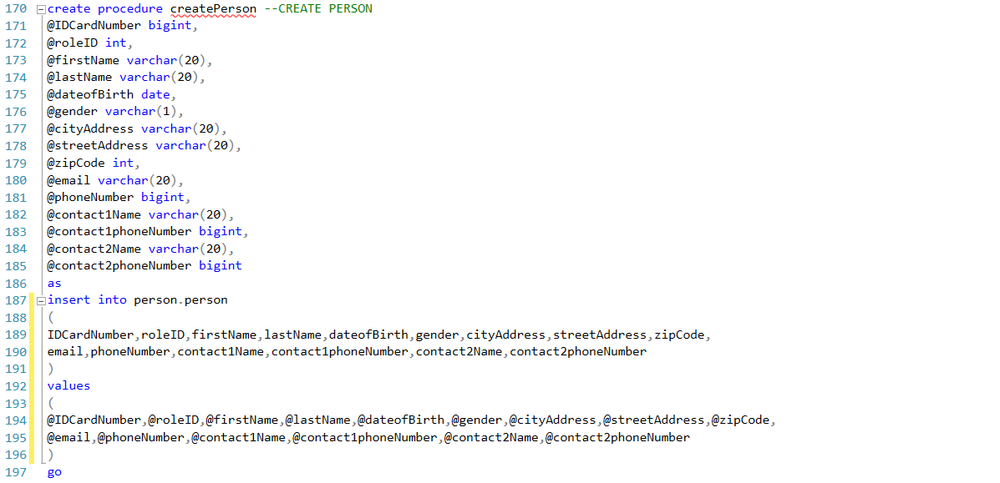 170 create procedure createPerson --CREATE PERSON
171 @IDCardNumber bigint,
172 @roleID int,
173 @firstName varchar(20),
174 @lastName varchar(20),
175 @dateofBirth date,
176 @gender varchar(1),
177 @cityAddress varchar(20),
178 @streetAddress varchar(20),
179 @zipCode int,
180 @email varchar(20),
181 @phoneNumber bigint,
182 @contact1Name varchar(20),
183 @contact1phoneNumber bigint,
184 @contact2Name varchar(20),
185 @contact2phoneNumber bigint
186 as
187 insert into person.person
188 (
189 IDCardNumber,roleID,firstName,lastName,dateofBirth,gender,cityAddress,streetAddress,zipCode,
190 email,phoneNumber,contact1Name,contact1phoneNumber,contact2Name,contact2phoneNumber
191 )
192 values
193 (
194 @IDCardNumber,@roleID,@firstName,@lastName,@dateofBirth,@gender,@cityAddress,@streetAddress,@zipCode,
195 @email,@phoneNumber,@contact1Name,@contact1phoneNumber,@contact2Name,@contact2phoneNumber
196 )
197 go